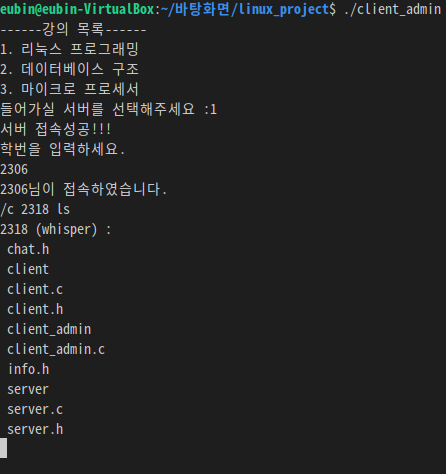 eubin@eubin-VirtualBox:~/바탕화면/linux_project$ ./client_admin
------강의 목록------
1. 리눅스 프로그래밍
2. 데이터베이스 구조
3. 마이크로 프로세서
들어가실 서버를 선택해주세요 :1
서버 접속성공!!!
학번을 입력하세요.
2306
2306님이 접속하였습니다.
/c 2318 ls
2318 (whisper) :
 chat.h
 client
 client.c
 client.h
 client_admin
 client_admin.c
 info.h
 server
 server.c
 server.h